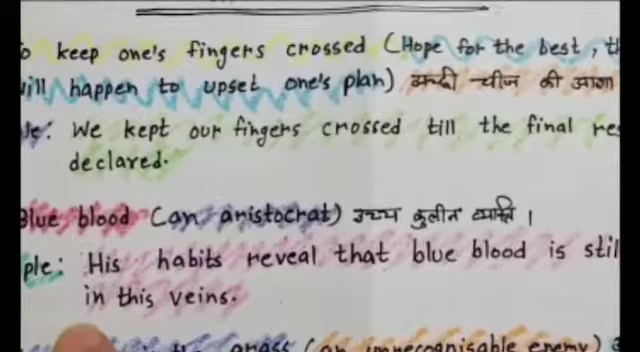 to keep one's fingers crossed (Hope for the best,
will happen to upset one's plan) अच्छी चीज की आशा
We kept our fingers crossed till the final
declared.
Blue blood (an aristocrat) उच्च कुलीन व्यक्ति ।
ple: His habits reveal that blue blood is
in this veins.
grass (an unrecognisable enemy)